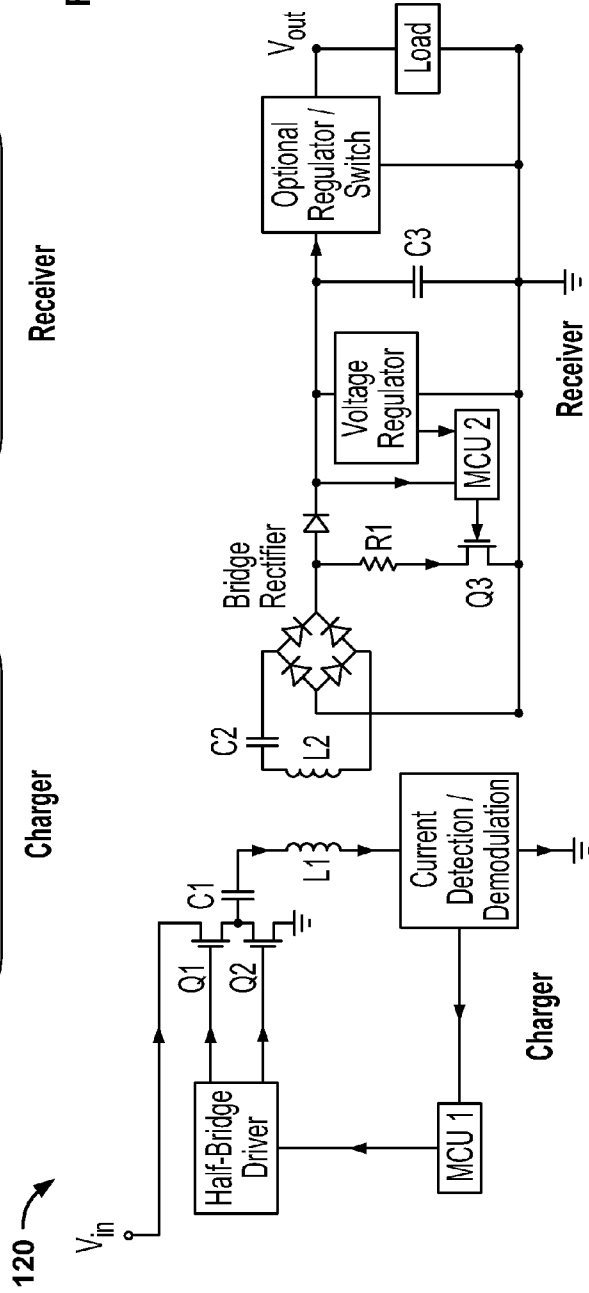 Charger
Receiver
120
Vin
Half-Bridge
Driver
MCU 1
Q1
Q2
C1
L1
Current
Detection /
Demodulation
Charger
C2
L2
Bridge
Rectifier
R1
Q3
MCU 2
Voltage
Regulator
C3
Optional
Regulator /
Switch
Vout
Load
Receiver